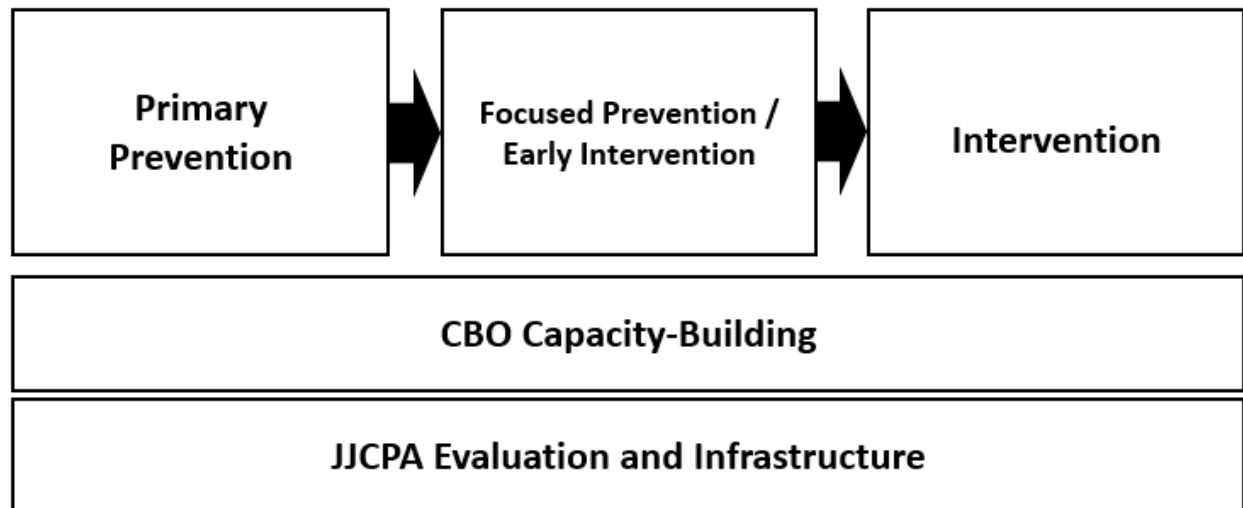 Primary
Prevention
Focused Prevention /
Early Intervention
Intervention
CBO Capacity-Building
JJCPA Evaluation and Infrastructure